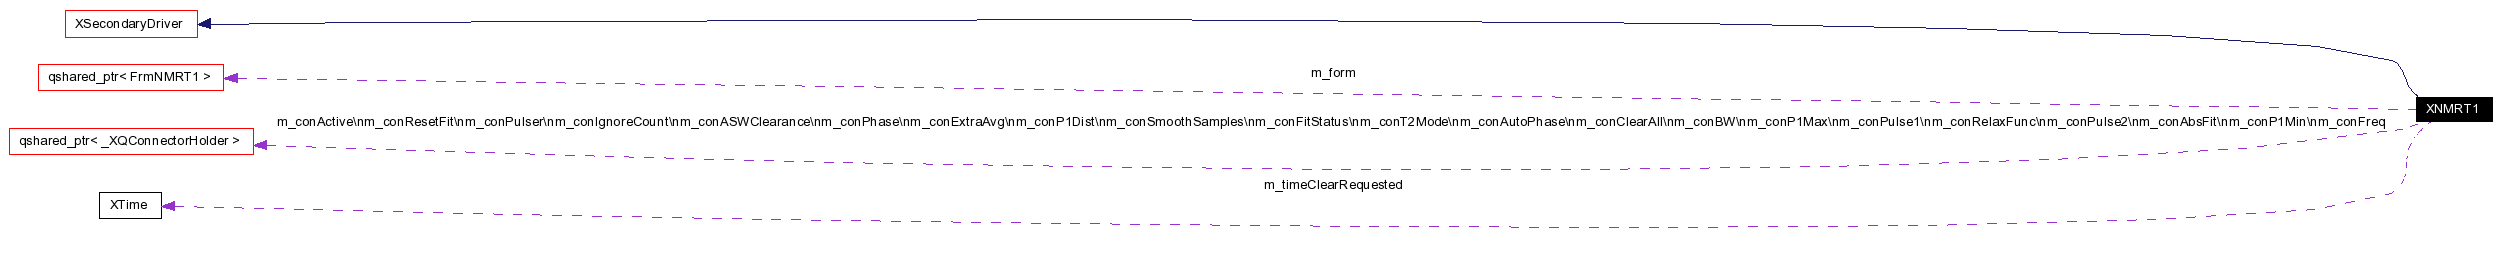 XSecondaryDriver
qshared_ptr< FrmNMRT1 >
m_form
XNMRT1
m_conActive\nm_conResetFit\nm_conPulser\nm_conIgnoreCount\nm_conASWClearance\nm_conPhase\nm_conExtraAvg\nm_conP1Dist\nm_conSmoothSamples\nm_conFitStatus\nm_conT2Mode\nm_conAutoPhase\nm_conClearAll\nm_conBW\nm_conP1Max\nm_conPulse1\nm_conRelaxFunc\nm_conPulse2\nm_conAbsFit\nm_conP1Min\nm_conFreq
qshared_ptr< _XQConnectorHolder >
m_timeClearRequested
XTime